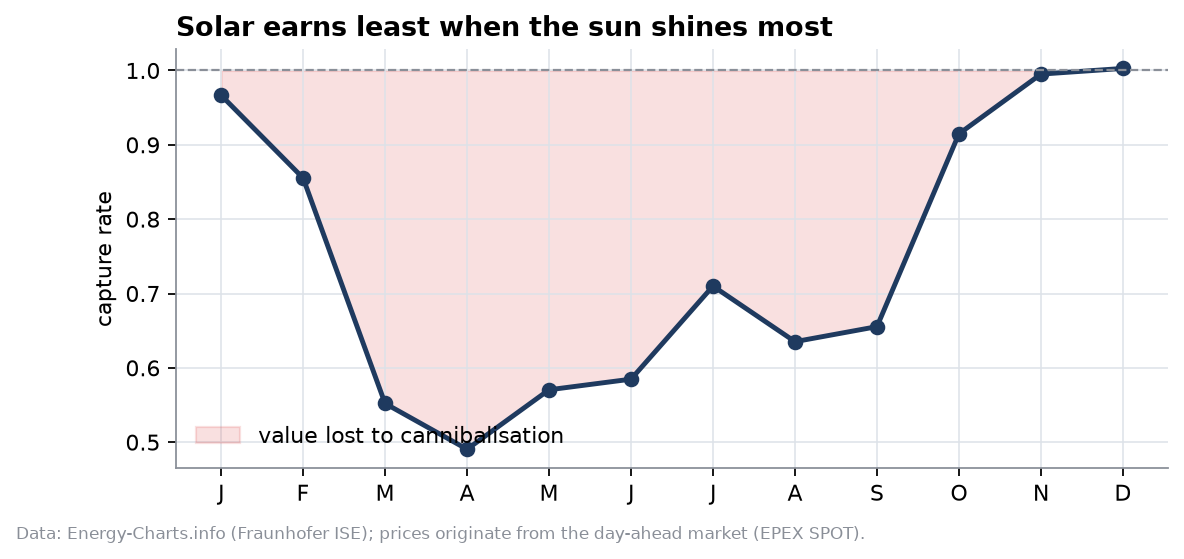 Solar earns least when the sun shines most
capture rate
1.0
0.9
0.8
0.7
0.6
0.5
value lost to cannibalisation
J F M A M J J A S O N D
Data: Energy-Charts.info (Fraunhofer ISE); prices originate from the day-ahead market (EPEX SPOT).